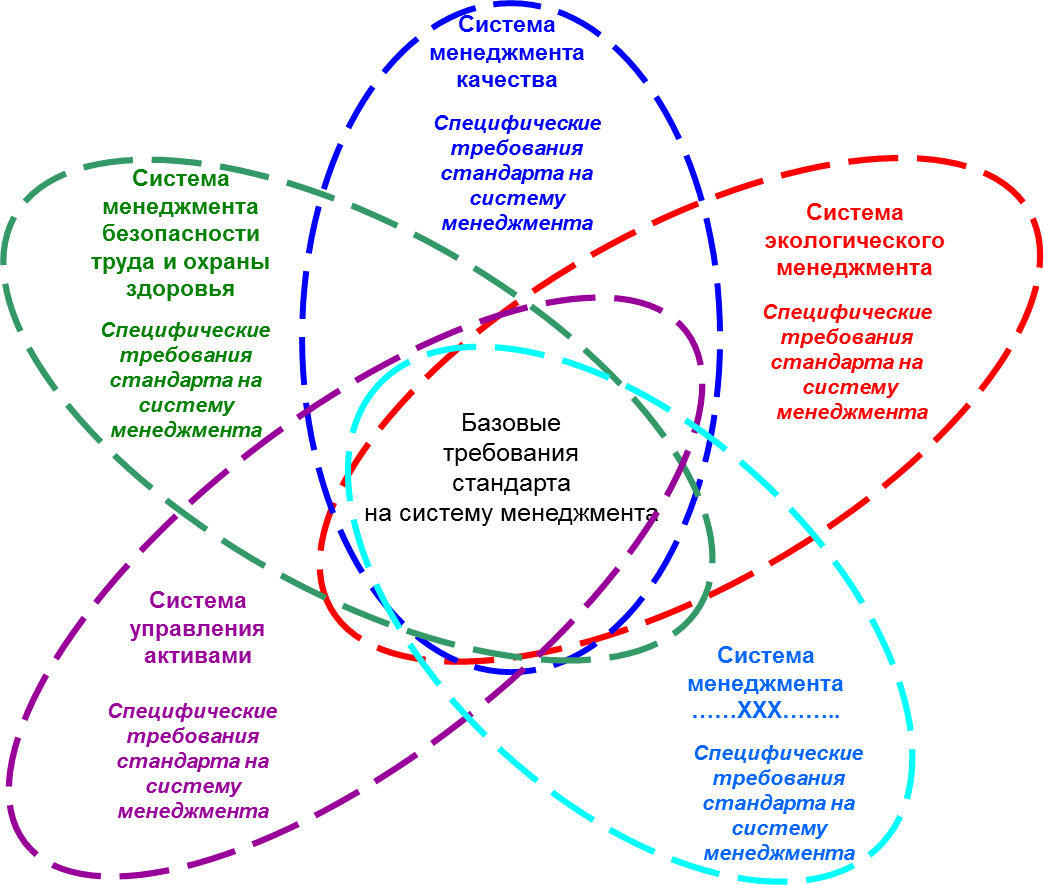 Система
менеджмента
качества
Специфические
требования
стандарта на
систему
менеджмента
Система
менеджмента
безопасности
труда и охраны
здоровья
Специфические
требования
стандарта на
систему
менеджмента
Система
экологического
менеджмента
Специфические
требования
стандарта на
систему
менеджмента
Базовые
требования
стандарта
на систему менеджмента
Система
управления
активами
Специфические
требования
стандарта на
систему
менеджмента
Система
менеджмента
……XXX……..
Специфические
требования
стандарта на
систему
менеджмента